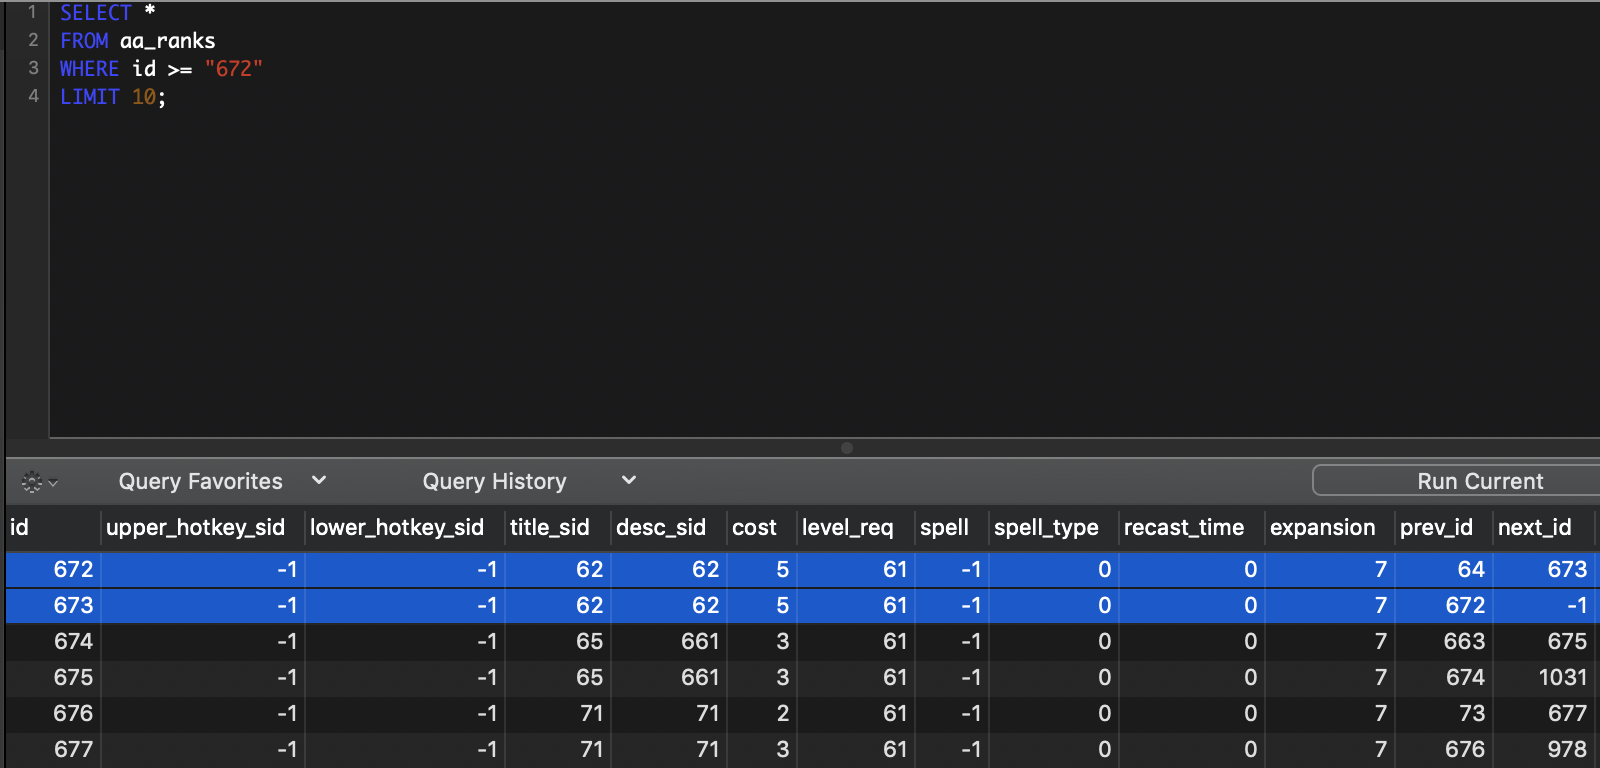 1 SELECT *
2 FROM aa_ranks
3 WHERE id >= "672"
4 LIMIT 10;
Query Favorites Query History Run Current
id upper_hotkey_sid lower_hotkey_sid title_sid desc_sid cost level_req spell spell_type recast_time expansion prev_id next_id
672 -1 -1 62 62 5 61 -1 0 0 7 64 673
673 -1 -1 62 62 5 61 -1 0 0 7 672 -1
674 -1 -1 65 661 3 61 -1 0 0 7 663 675
675 -1 -1 65 661 3 61 -1 0 0 7 674 1031
676 -1 -1 71 71 2 61 -1 0 0 7 73 677
677 -1 -1 71 71 3 61 -1 0 0 7 676 978